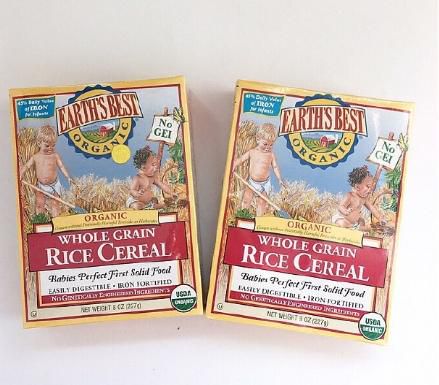 45% Daily Value
of IRON
for Infants
EARTH'S BEST
ORGANIC
No
GEI
ORGANIC
WHOLE GRAIN
RICE CEREAL
Babies Perfect First Solid Food
EASILY DIGESTIBLE • IRON FORTIFIED
NO GENETICALLY ENGINEERED INGREDIENTS
NET WEIGHT 8 OZ (227g)
USDA
ORGANIC
45% Daily Value
of IRON
for Infants
EARTH'S BEST
ORGANIC
No
GEI
ORGANIC
WHOLE GRAIN
RICE CEREAL
Babies Perfect First Solid Food
EASILY DIGESTIBLE • IRON FORTIFIED
NO GENETICALLY ENGINEERED INGREDIENTS
NET WEIGHT 8 OZ (227g)
USDA
ORGANIC